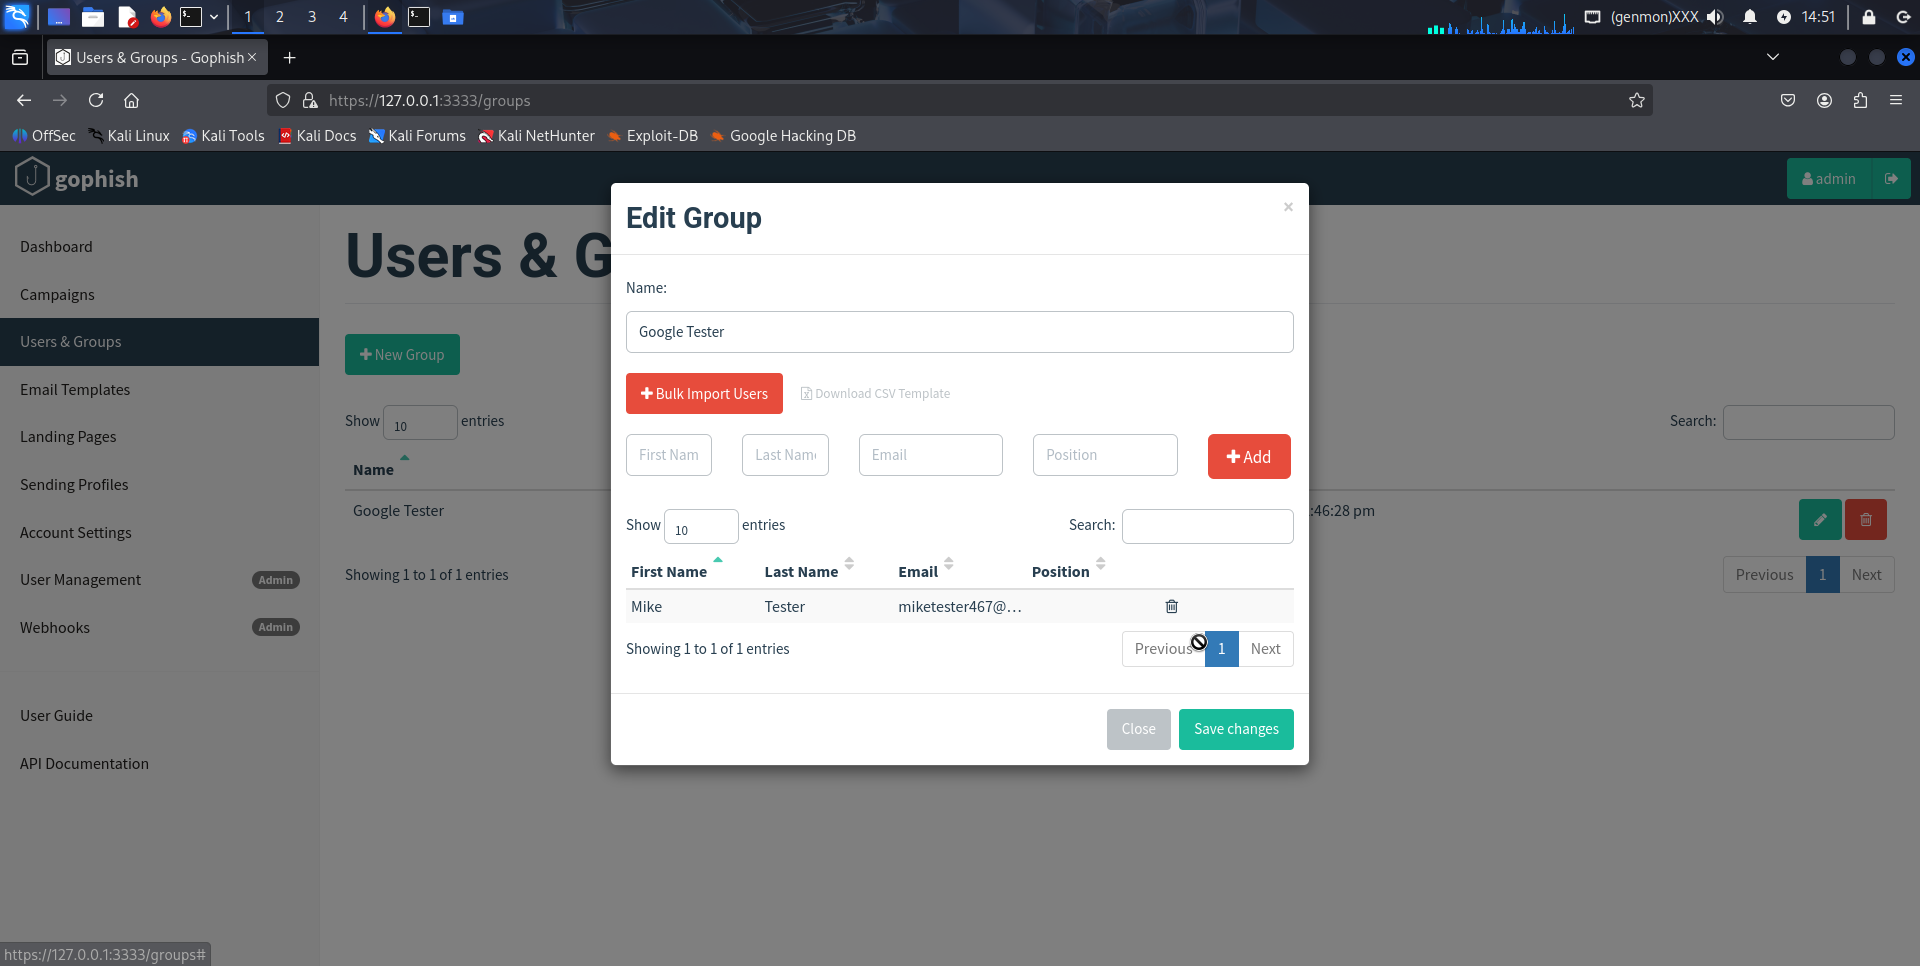 1 2 3 4 (genmon)XXX 14:51
Users & Groups - Gophish
https://127.0.0.1:3333/groups
OffSec Kali Linux Kali Tools Kali Docs Kali Forums Kali NetHunter Exploit-DB Google Hacking DB
gophish
admin
Dashboard
Campaigns
Users & Groups
Email Templates
Landing Pages
Sending Profiles
Account Settings
User Management Admin
Webhooks Admin
User Guide
API Documentation
Users & G
New Group
Show 10 entries
Search:
Name
Google Tester
:46:28 pm
Showing 1 to 1 of 1 entries
Previous 1 Next
Edit Group
×
Name:
Google Tester
Bulk Import Users
Download CSV Template
First Nam
Last Name
Email
Position
Add
Show 10 entries
Search:
First Name Last Name Email Position
Mike Tester miketester467@...
Showing 1 to 1 of 1 entries
Previous 1 Next
Close
Save changes
https://127.0.0.1:3333/groups#